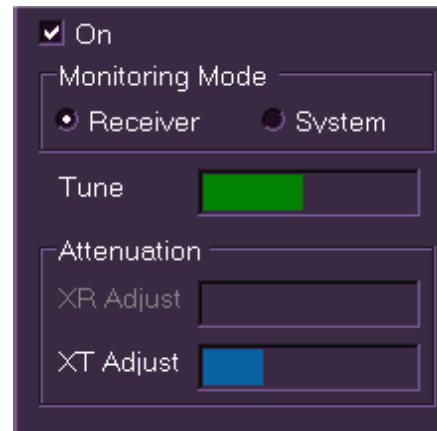 On
Monitoring Mode
Receiver System
Tune
Attenuation
XR Adjust
XT Adjust